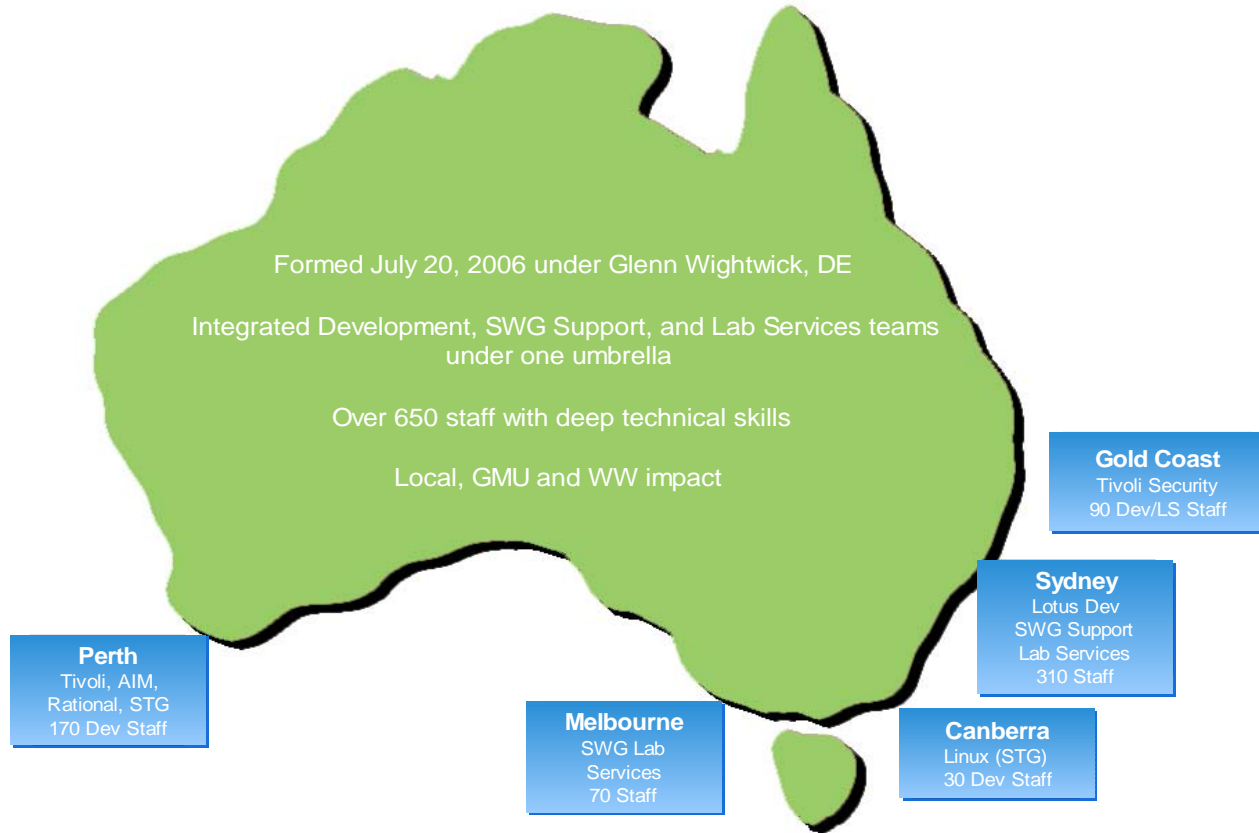 Formed July 20, 2006 under Glenn Wightwick, DE
Integrated Development, SWG Support, and Lab Services teams
under one umbrella
Over 650 staff with deep technical skills
Local, GMU and WW impact
Gold Coast
Tivoli Security
90 Dev/LS Staff
Sydney
Lotus Dev
SWG Support
Lab Services
310 Staff
Perth
Tivoli, AIM,
Rational, STG
170 Dev Staff
Melbourne
SWG Lab
Services
70 Staff
Canberra
Linux (STG)
30 Dev Staff